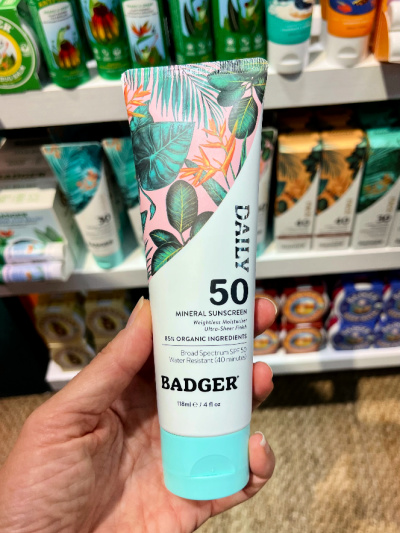 DAILY
50
MINERAL SUNSCREEN
Weightless Moisturizer
Ultra-Sheer Finish
85% ORGANIC INGREDIENTS
Broad Spectrum SPF 50
Water Resistant (40 minutes)
BADGER®
118ml ℮ / 4 fl oz
BADGER